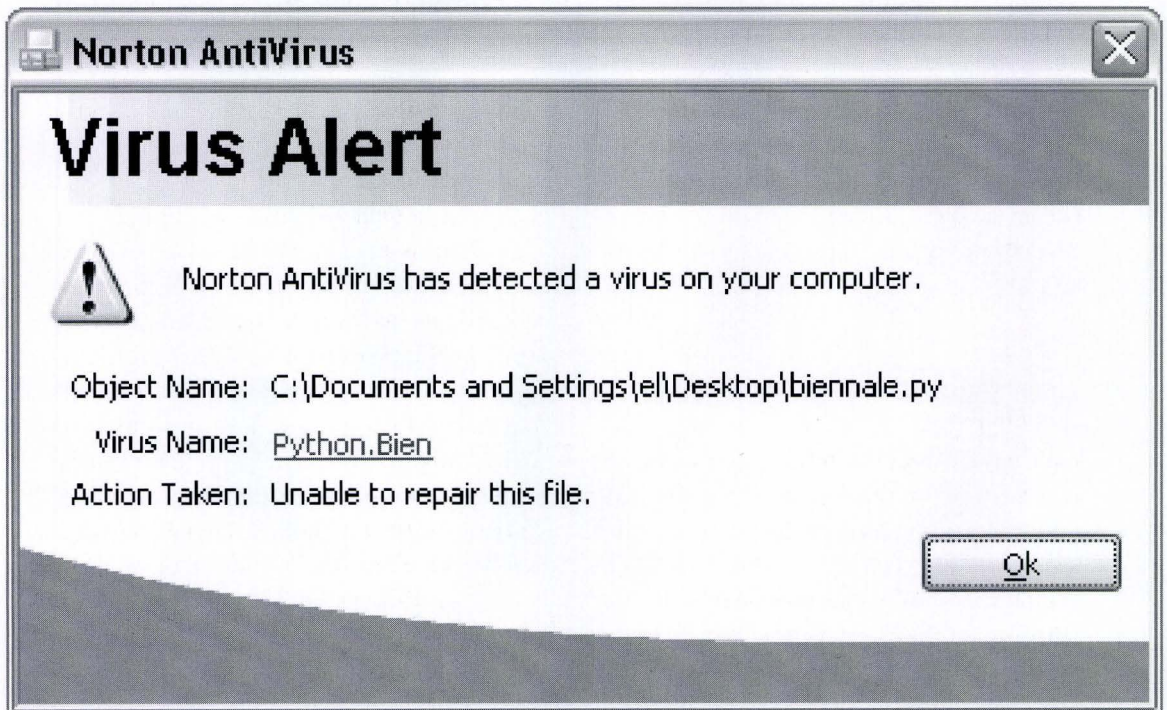 Norton AntiVirus
Virus Alert
Norton AntiVirus has detected a virus on your computer.
Object Name: C:\Documents and Settings\el\Desktop\biennale.py
Virus Name: Python.Bien
Action Taken: Unable to repair this file.
Ok